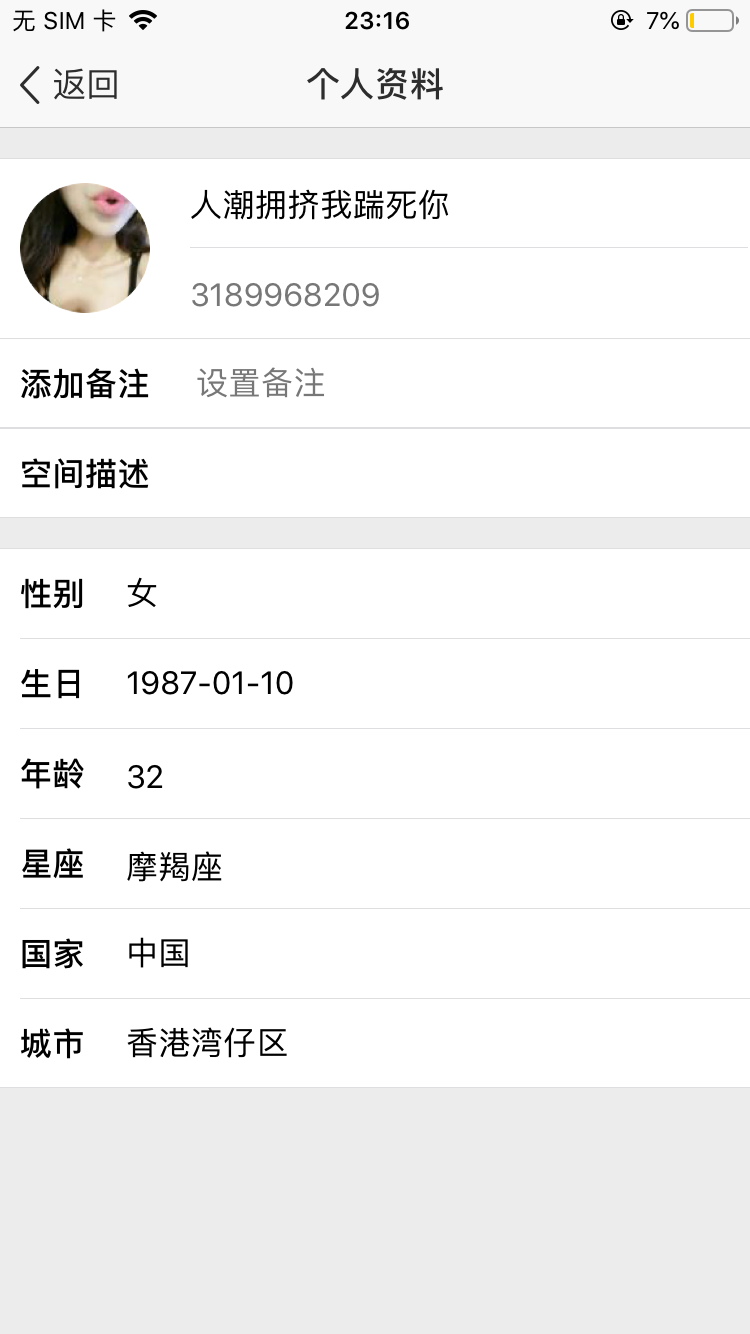 无 SIM 卡 23:16 7%
返回 个人资料
人潮拥挤我踹死你
3189968209
添加备注 设置备注
空间描述
性别 女
生日 1987-01-10
年龄 32
星座 摩羯座
国家 中国
城市 香港湾仔区